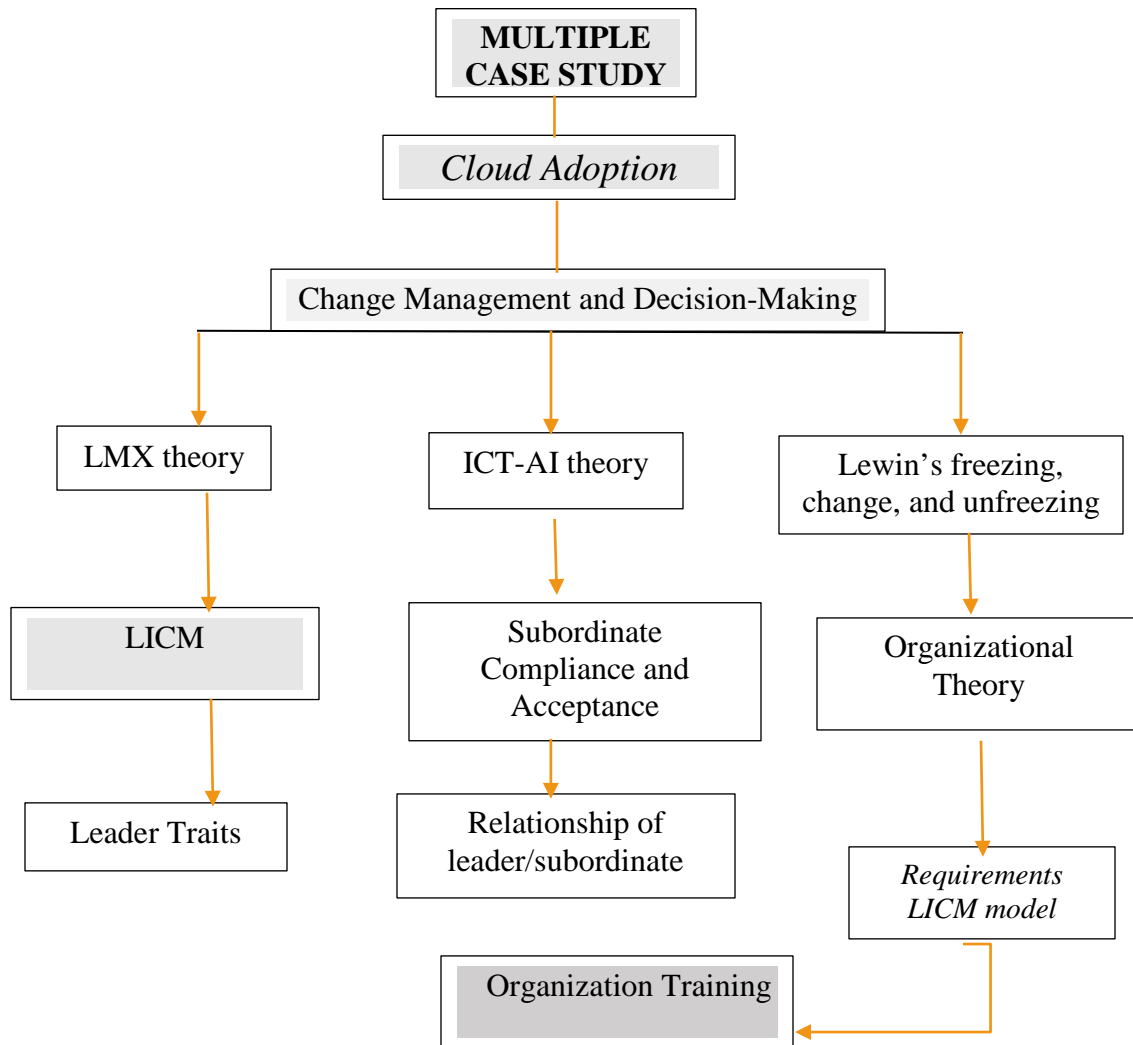 MULTIPLE
CASE STUDY
Cloud Adoption
Change Management and Decision-Making
LMX theory
ICT-AI theory
Lewin’s freezing,
change, and unfreezing
LICM
Subordinate
Compliance and
Acceptance
Organizational
Theory
Leader Traits
Relationship of
leader/subordinate
Requirements
LICM model
Organization Training